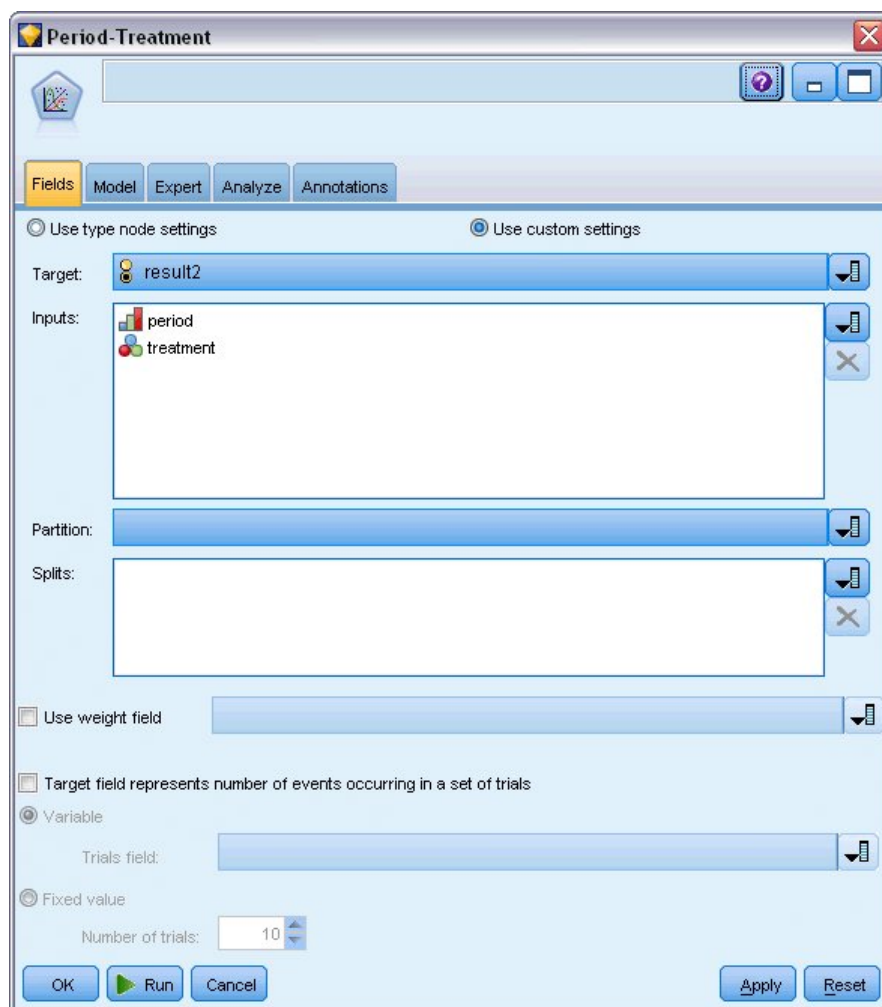 Period-Treatment
Fields Model Expert Analyze Annotations
Use type node settings Use custom settings
Target: result2
Inputs: period
treatment
Partition:
Splits:
Use weight field
Target field represents number of events occurring in a set of trials
Variable
Trials field:
Fixed value
Number of trials: 10
OK Run Cancel Apply Reset